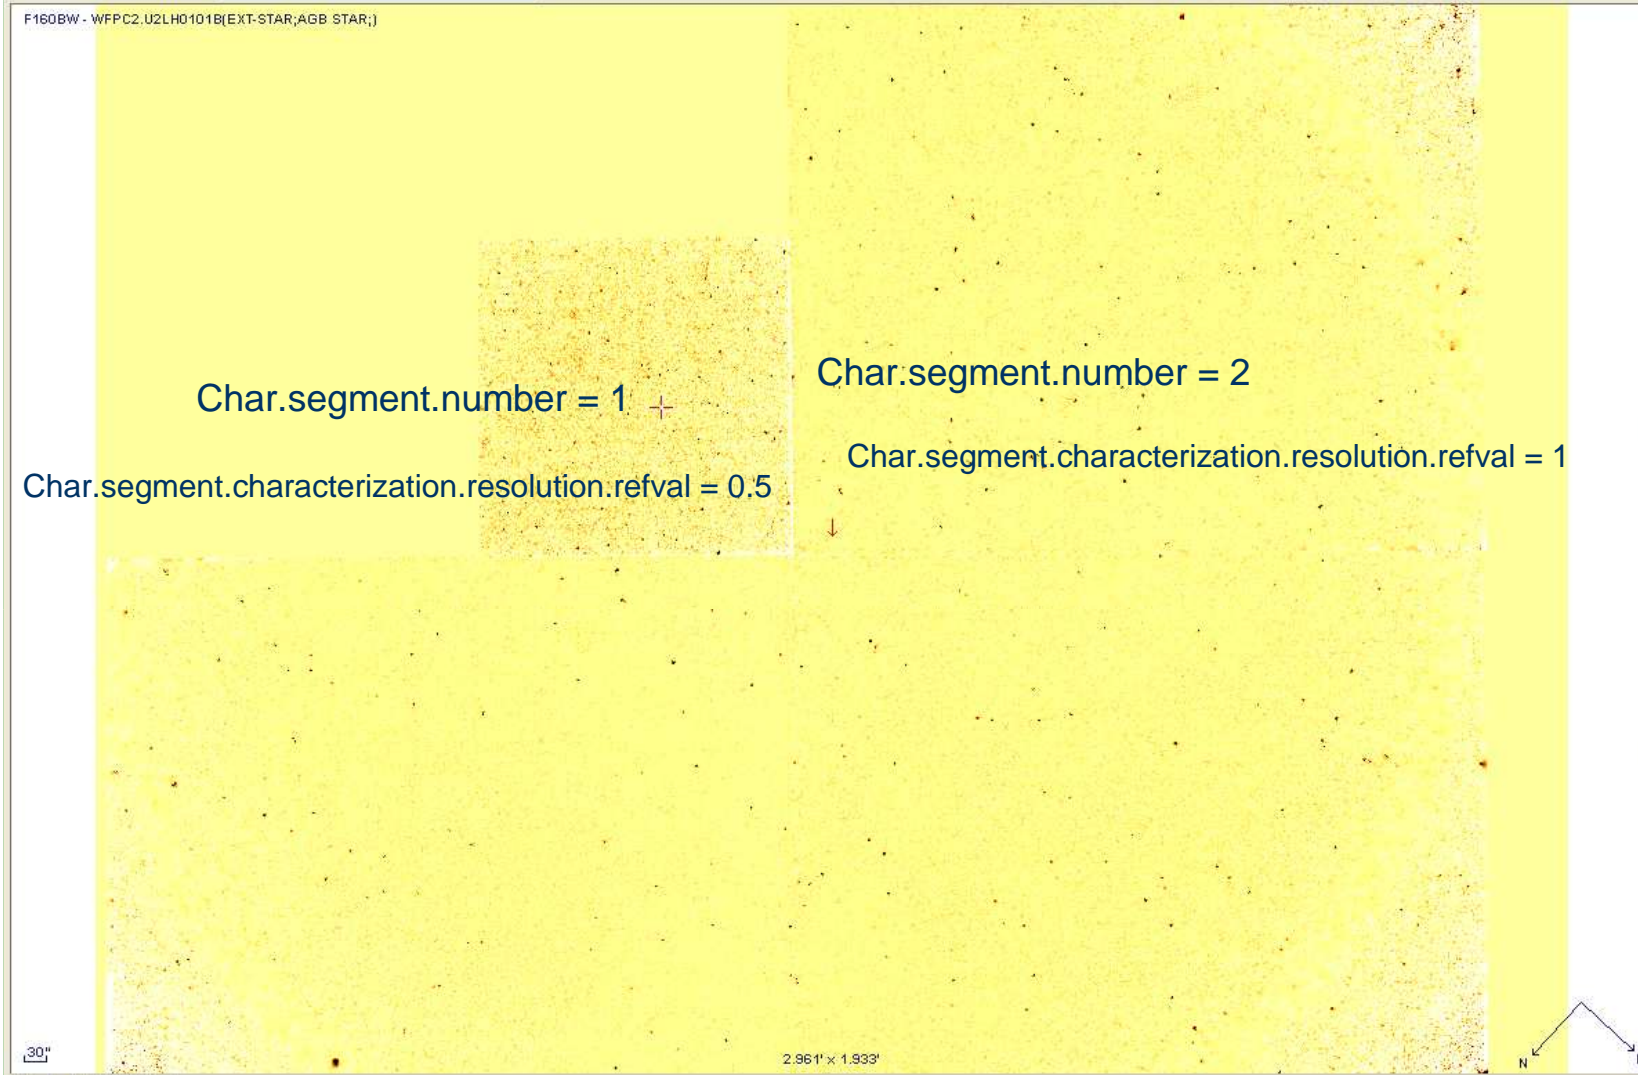 F160BW - WFPC2.U2LH0101B(EXT-STAR;AGB STAR;)
Char.segment.number = 2
Char.segment.number = 1
Char.segment.characterization.resolution.refval = 1
Char.segment.characterization.resolution.refval = 0.5
30"
2.961' x 1.933'
N